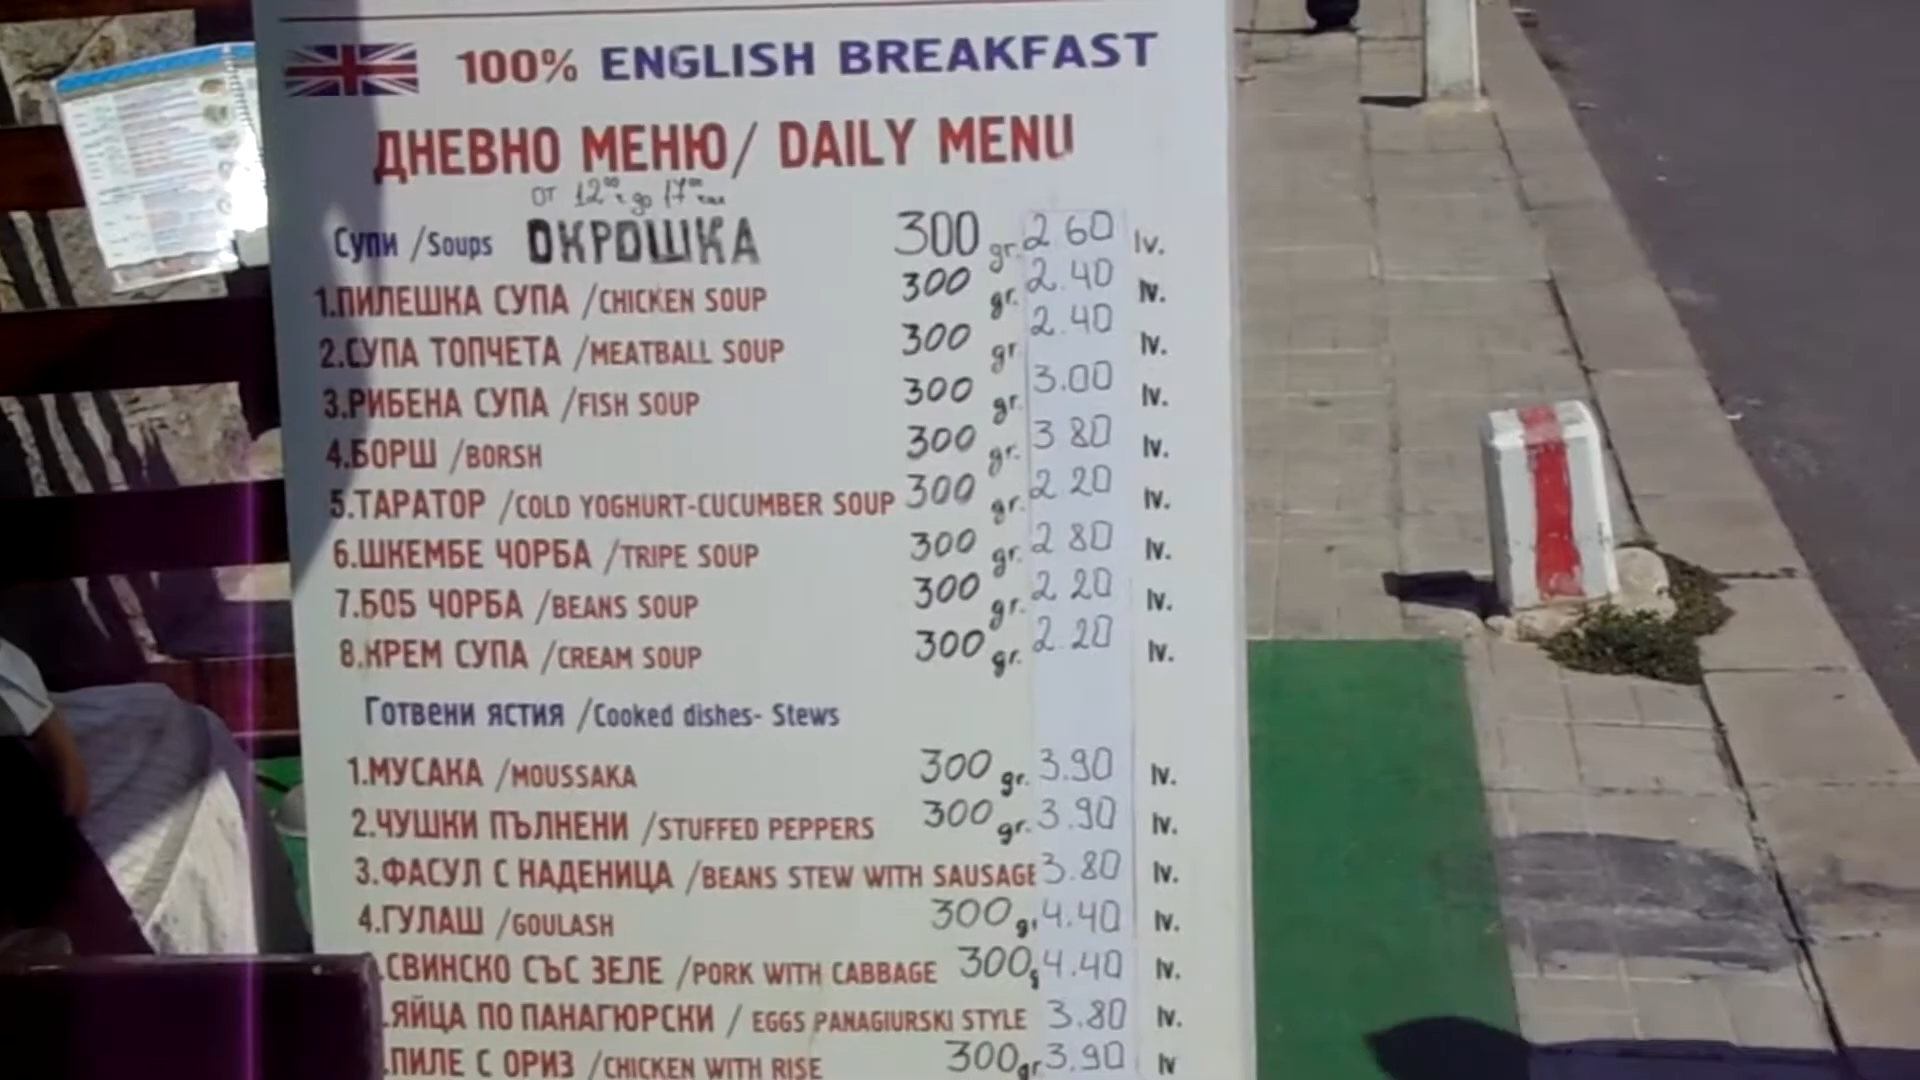 100% ENGLISH BREAKFAST
ДНЕВНО МЕНЮ/ DAILY MENU
от 12⁰⁰ч до 17⁰⁰
Супи /Soups ОКРОШКА 300 gr. 2 60 lv.
1.ПИЛЕШКА СУПА /CHICKEN SOUP 300 gr. 2.40 lv.
2.СУПА ТОПЧЕТА /MEATBALL SOUP 300 gr. 2.40 lv.
3.РИБЕНА СУПА /FISH SOUP 300 gr. 3.00 lv.
4.БОРШ /BORSH 300 gr. 3 80 lv.
5.ТАРАТОР /COLD YOGHURT-CUCUMBER SOUP 300 gr. 2 20 lv.
6.ШКЕМБЕ ЧОРБА /TRIPE SOUP 300 gr. 2 80 lv.
7.БОБ ЧОРБА /BEANS SOUP 300 gr. 2 20 lv.
8.КРЕМ СУПА /CREAM SOUP 300 gr. 2.20 lv.
Готвени ястия /Cooked dishes- Stews
1.МУСАКА /MOUSSAKA 300 gr. 3.90 lv.
2.ЧУШКИ ПЪЛНЕНИ /STUFFED PEPPERS 300 gr. 3.90 lv.
3.ФАСУЛ С НАДЕНИЦА /BEANS STEW WITH SAUSAGE 3.80 lv.
4.ГУЛАШ /GOULASH 300 g. 4.40 lv.
.СВИНСКО СЪС ЗЕЛЕ /PORK WITH CABBAGE 300 g 4.40 lv.
.ЯЙЦА ПО ПАНАГЮРСКИ / EGGS PANAGIURSKI STYLE 3.80 lv.
.ПИЛЕ С ОРИЗ /CHICKEN WITH RISE 300 gr 3.90 lv